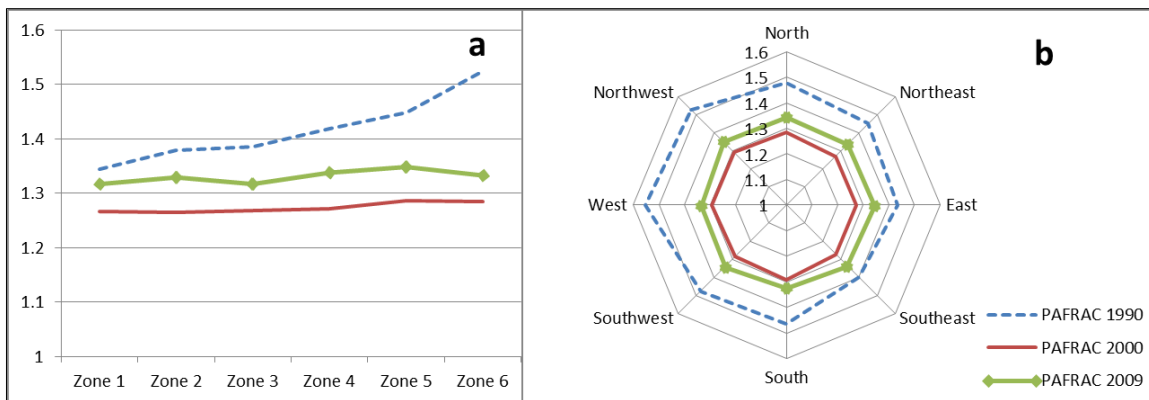 a
1.6
1.5
1.4
1.3
1.2
1.1
1
Zone 1 Zone 2 Zone 3 Zone 4 Zone 5 Zone 6
b
North
Northeast
East
Southeast
South
Southwest
West
Northwest
1.6
1.5
1.4
1.3
1.2
1.1
1
PAFRAC 1990
PAFRAC 2000
PAFRAC 2009